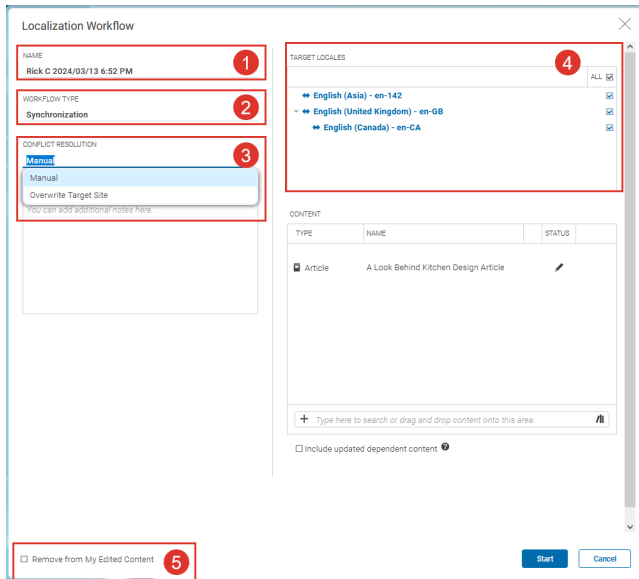 Localization Workflow
NAME
Rick C 2024/03/13 6:52 PM
1
WORKFLOW TYPE
Synchronization
2
CONFLICT RESOLUTION
Manual
3
Manual
Overwrite Target Site
You can add additional notes here.
TARGET LOCALES
4
ALL
English (Asia) - en-142
English (United Kingdom) - en-GB
English (Canada) - en-CA
CONTENT
TYPE NAME STATUS
Article A Look Behind Kitchen Design Article
+ Type here to search or drag and drop content onto this area.
Include updated dependent content ?
Remove from My Edited Content
5
Start Cancel